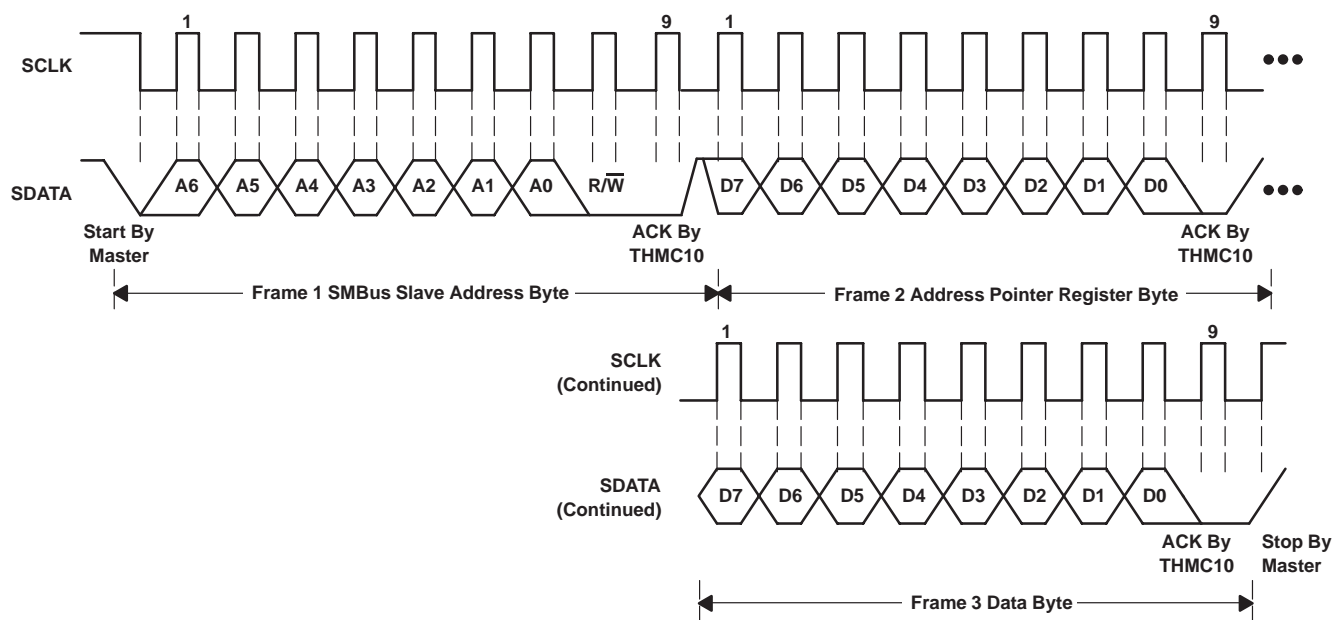 1 9 1 9
SCLK
SDATA
A6 A5 A4 A3 A2 A1 A0 R/W̅ D7 D6 D5 D4 D3 D2 D1 D0
Start By
Master
ACK By
THMC10
ACK By
THMC10
Frame 1 SMBus Slave Address Byte
Frame 2 Address Pointer Register Byte
1 9
SCLK
(Continued)
SDATA
(Continued)
D7 D6 D5 D4 D3 D2 D1 D0
ACK By
THMC10
Stop By
Master
Frame 3 Data Byte